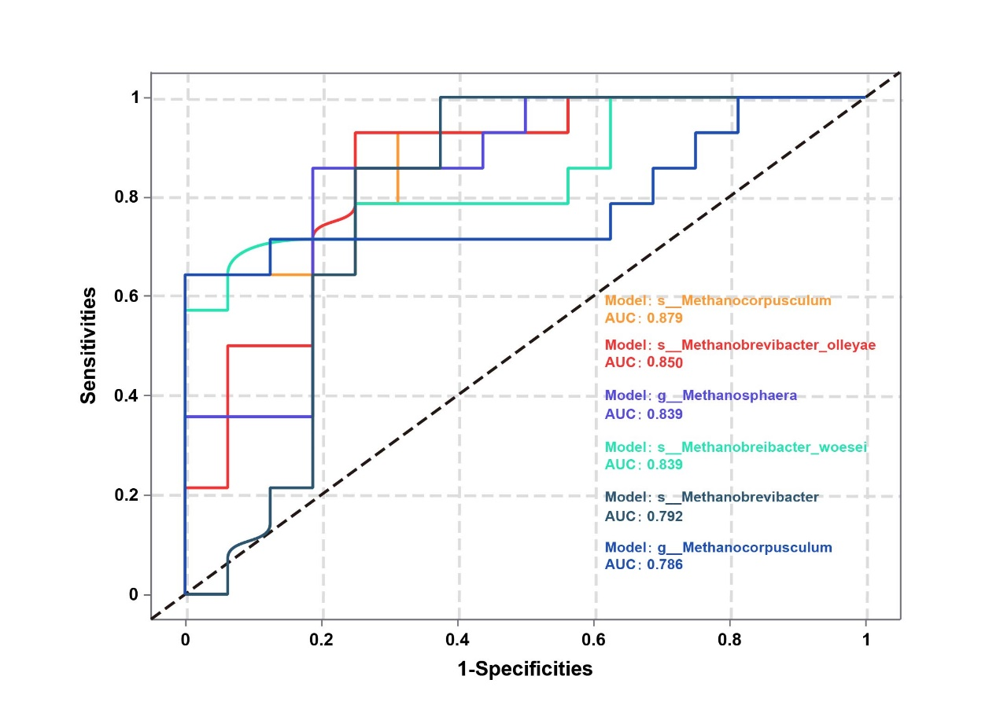 1
0.8
0.6
0.4
0.2
0
Sensitivities
Model: s__Methanocorpusculum
AUC: 0.879
Model: s__Methanobrevibacter_olleyae
AUC: 0.850
Model: g__Methanosphaera
AUC: 0.839
Model: s__Methanobreibacter_woesei
AUC: 0.839
Model: s__Methanobrevibacter
AUC: 0.792
Model: g__Methanocorpusculum
AUC: 0.786
0 0.2 0.4 0.6 0.8 1
1-Specificities